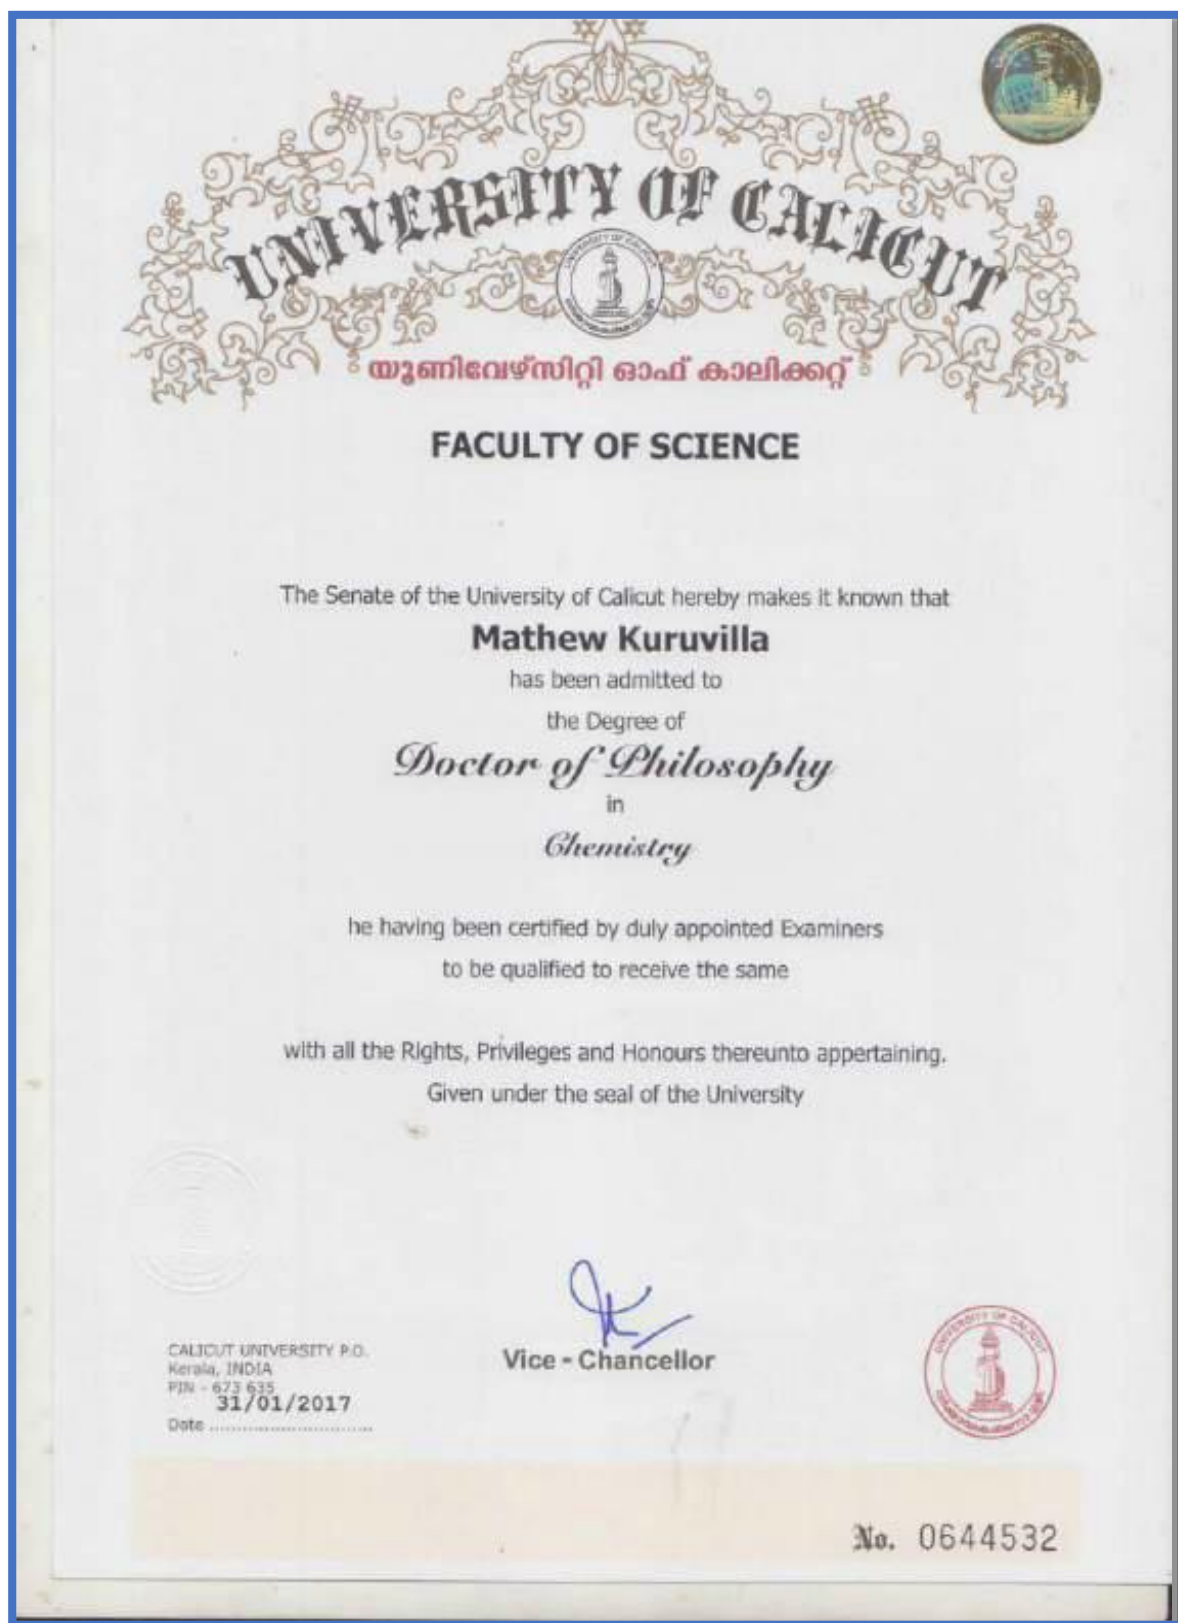 UNIVERSITY OF CALICUT
യൂണിവേഴ്സിറ്റി ഓഫ് കാലിക്കറ്റ്
FACULTY OF SCIENCE
The Senate of the University of Calicut hereby makes it known that
Mathew Kuruvilla
has been admitted to
the Degree of
Doctor of Philosophy
in
Chemistry
he having been certified by duly appointed Examiners
to be qualified to receive the same
with all the Rights, Privileges and Honours thereunto appertaining.
Given under the seal of the University
CALICUT UNIVERSITY P.O.
Kerala, INDIA
PIN - 673 635
31/01/2017
Date
Vice - Chancellor
UNIVERSITY OF CALICUT
No. 0644532